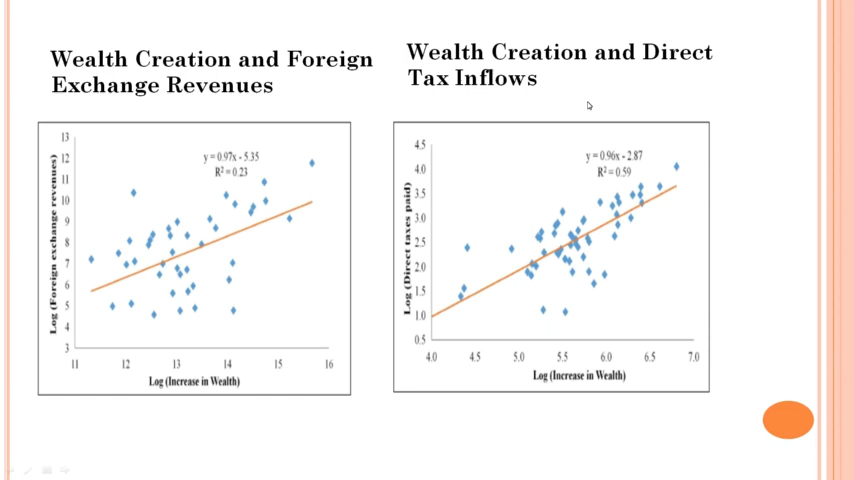 Wealth Creation and Foreign
Exchange Revenues
Wealth Creation and Direct
Tax Inflows
13
12
11
10
9
8
7
6
5
4
3
Log (Foreign exchange revenues)
y = 0.97x - 5.35
R² = 0.23
11 12 13 14 15 16
Log (Increase in Wealth)
4.5
4.0
3.5
3.0
2.5
2.0
1.5
1.0
0.5
Log (Direct taxes paid)
y = 0.96x - 2.87
R² = 0.59
4.0 4.5 5.0 5.5 6.0 6.5 7.0
Log (Increase in Wealth)